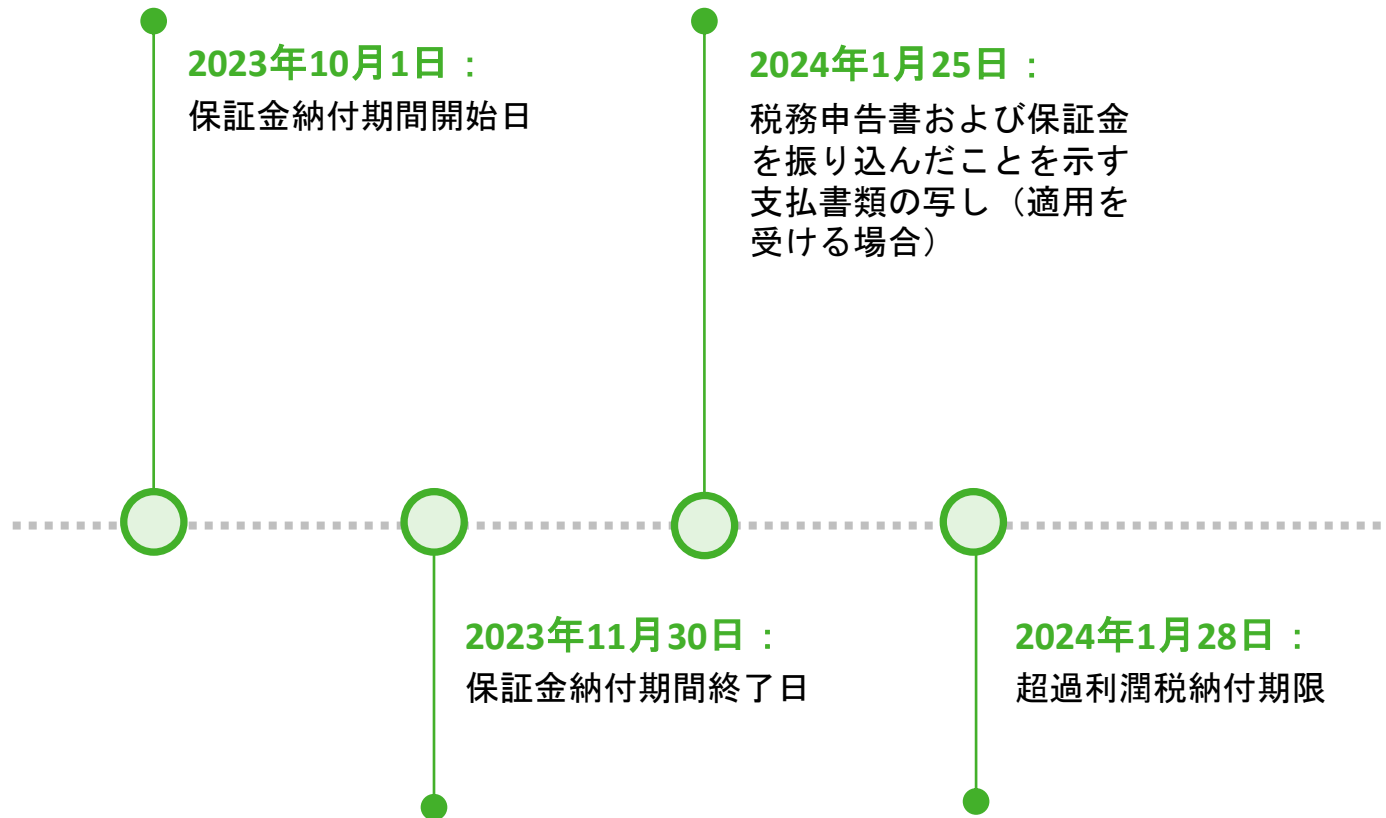 2023年10月1日：
保証金納付期間開始日
2024年1月25日：
税務申告書および保証金
を振り込んだことを示す
支払書類の写し（適用を
受ける場合）
2023年11月30日：
保証金納付期間終了日
2024年1月28日：
超過利潤税納付期限